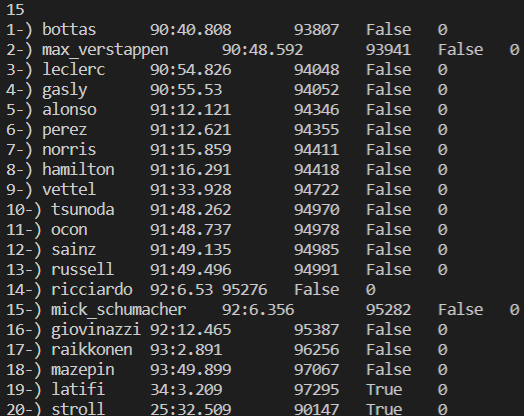 15
1-) bottas 90:40.808 93807 False 0
2-) max_verstappen 90:48.592 93941 False 0
3-) leclerc 90:54.826 94048 False 0
4-) gasly 90:55.53 94052 False 0
5-) alonso 91:12.121 94346 False 0
6-) perez 91:12.621 94355 False 0
7-) norris 91:15.859 94411 False 0
8-) hamilton 91:16.291 94418 False 0
9-) vettel 91:33.928 94722 False 0
10-) tsunoda 91:48.262 94970 False 0
11-) ocon 91:48.737 94978 False 0
12-) sainz 91:49.135 94985 False 0
13-) russell 91:49.496 94991 False 0
14-) ricciardo 92:6.53 95276 False 0
15-) mick_schumacher 92:6.356 95282 False 0
16-) giovinazzi 92:12.465 95387 False 0
17-) raikkonen 93:2.891 96256 False 0
18-) mazepin 93:49.899 97067 False 0
19-) latifi 34:3.209 97295 True 0
20-) stroll 25:32.509 90147 True 0